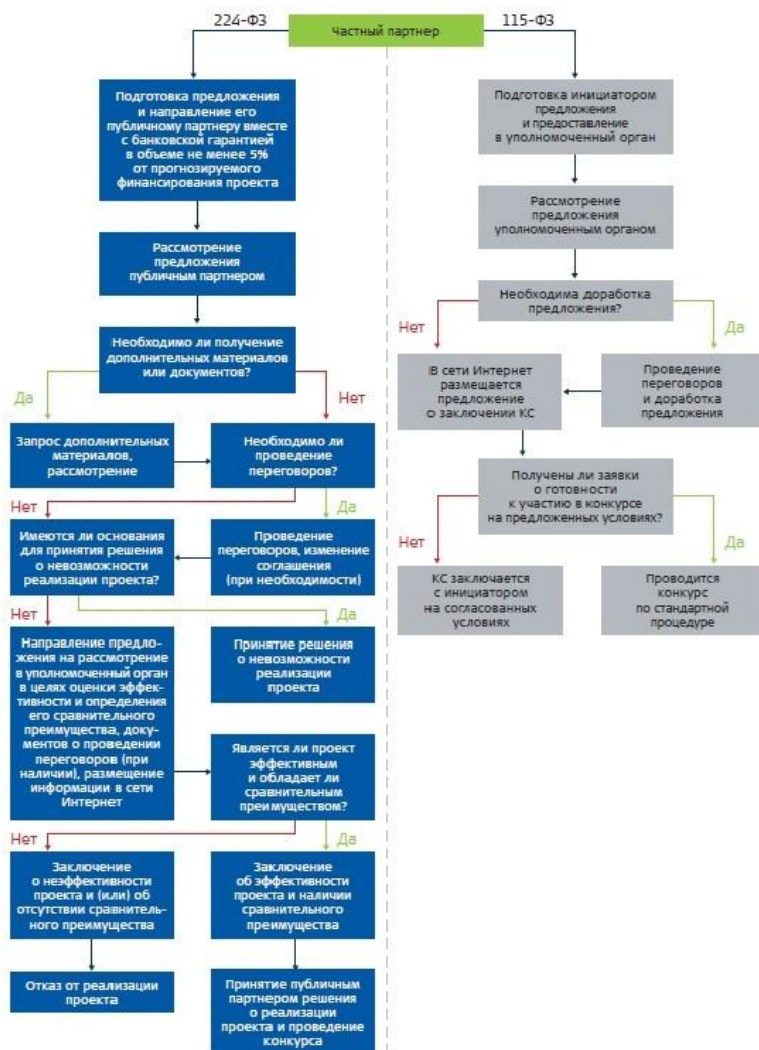 224-ФЗ
Частный партнер
115-ФЗ
Подготовка предложения
и направление его
публичному партнеру вместе
с банковской гарантией
в объеме не менее 5%
от прогнозируемого
финансирования проекта
Рассмотрение
предложения
публичным партнером
Необходимо ли получение
дополнительных материалов
или документов?
Да
Нет
Запрос дополнительных
материалов,
рассмотрение
Необходимо ли
проведение
переговоров?
Нет
Да
Имеются ли основания
для принятия решения
о невозможности
реализации проекта?
Проведение
переговоров, изменение
соглашения
(при необходимости)
Нет
Да
Направление предло-
жения на рассмотрение
в уполномоченный орган
в целях оценки эффек-
тивности и определения
его сравнительного
преимущества, доку-
ментов о проведении
переговоров (при
наличии), размещение
информации в сети
Интернет
Принятие решения
о невозможности
реализации
проекта
Является ли проект
эффективным
и обладает ли
сравнительным
преимуществом?
Нет
Да
Заключение
о неэффективности
проекта и (или) об
отсутствии сравнитель-
ного преимущества
Заключение
об эффективности
проекта и наличии
сравнительного
преимущества
Отказ от реализации
проекта
Принятие публичным
партнером решения
о реализации
проекта и проведение
конкурса
Подготовка инициатором
предложения
и предоставление
в уполномоченный орган
Рассмотрение
предложения
уполномоченным органом
Необходима доработка
предложения?
Нет
Да
В сети Интернет
размещается
предложение
о заключении КС
Проведение
переговоров
и доработка
предложения
Получены ли заявки
о готовности
к участию в конкурсе
на предложенных условиях?
Нет
Да
КС заключается
с инициатором
на согласованных
условиях
Проводится
конкурс
по стандартной
процедуре